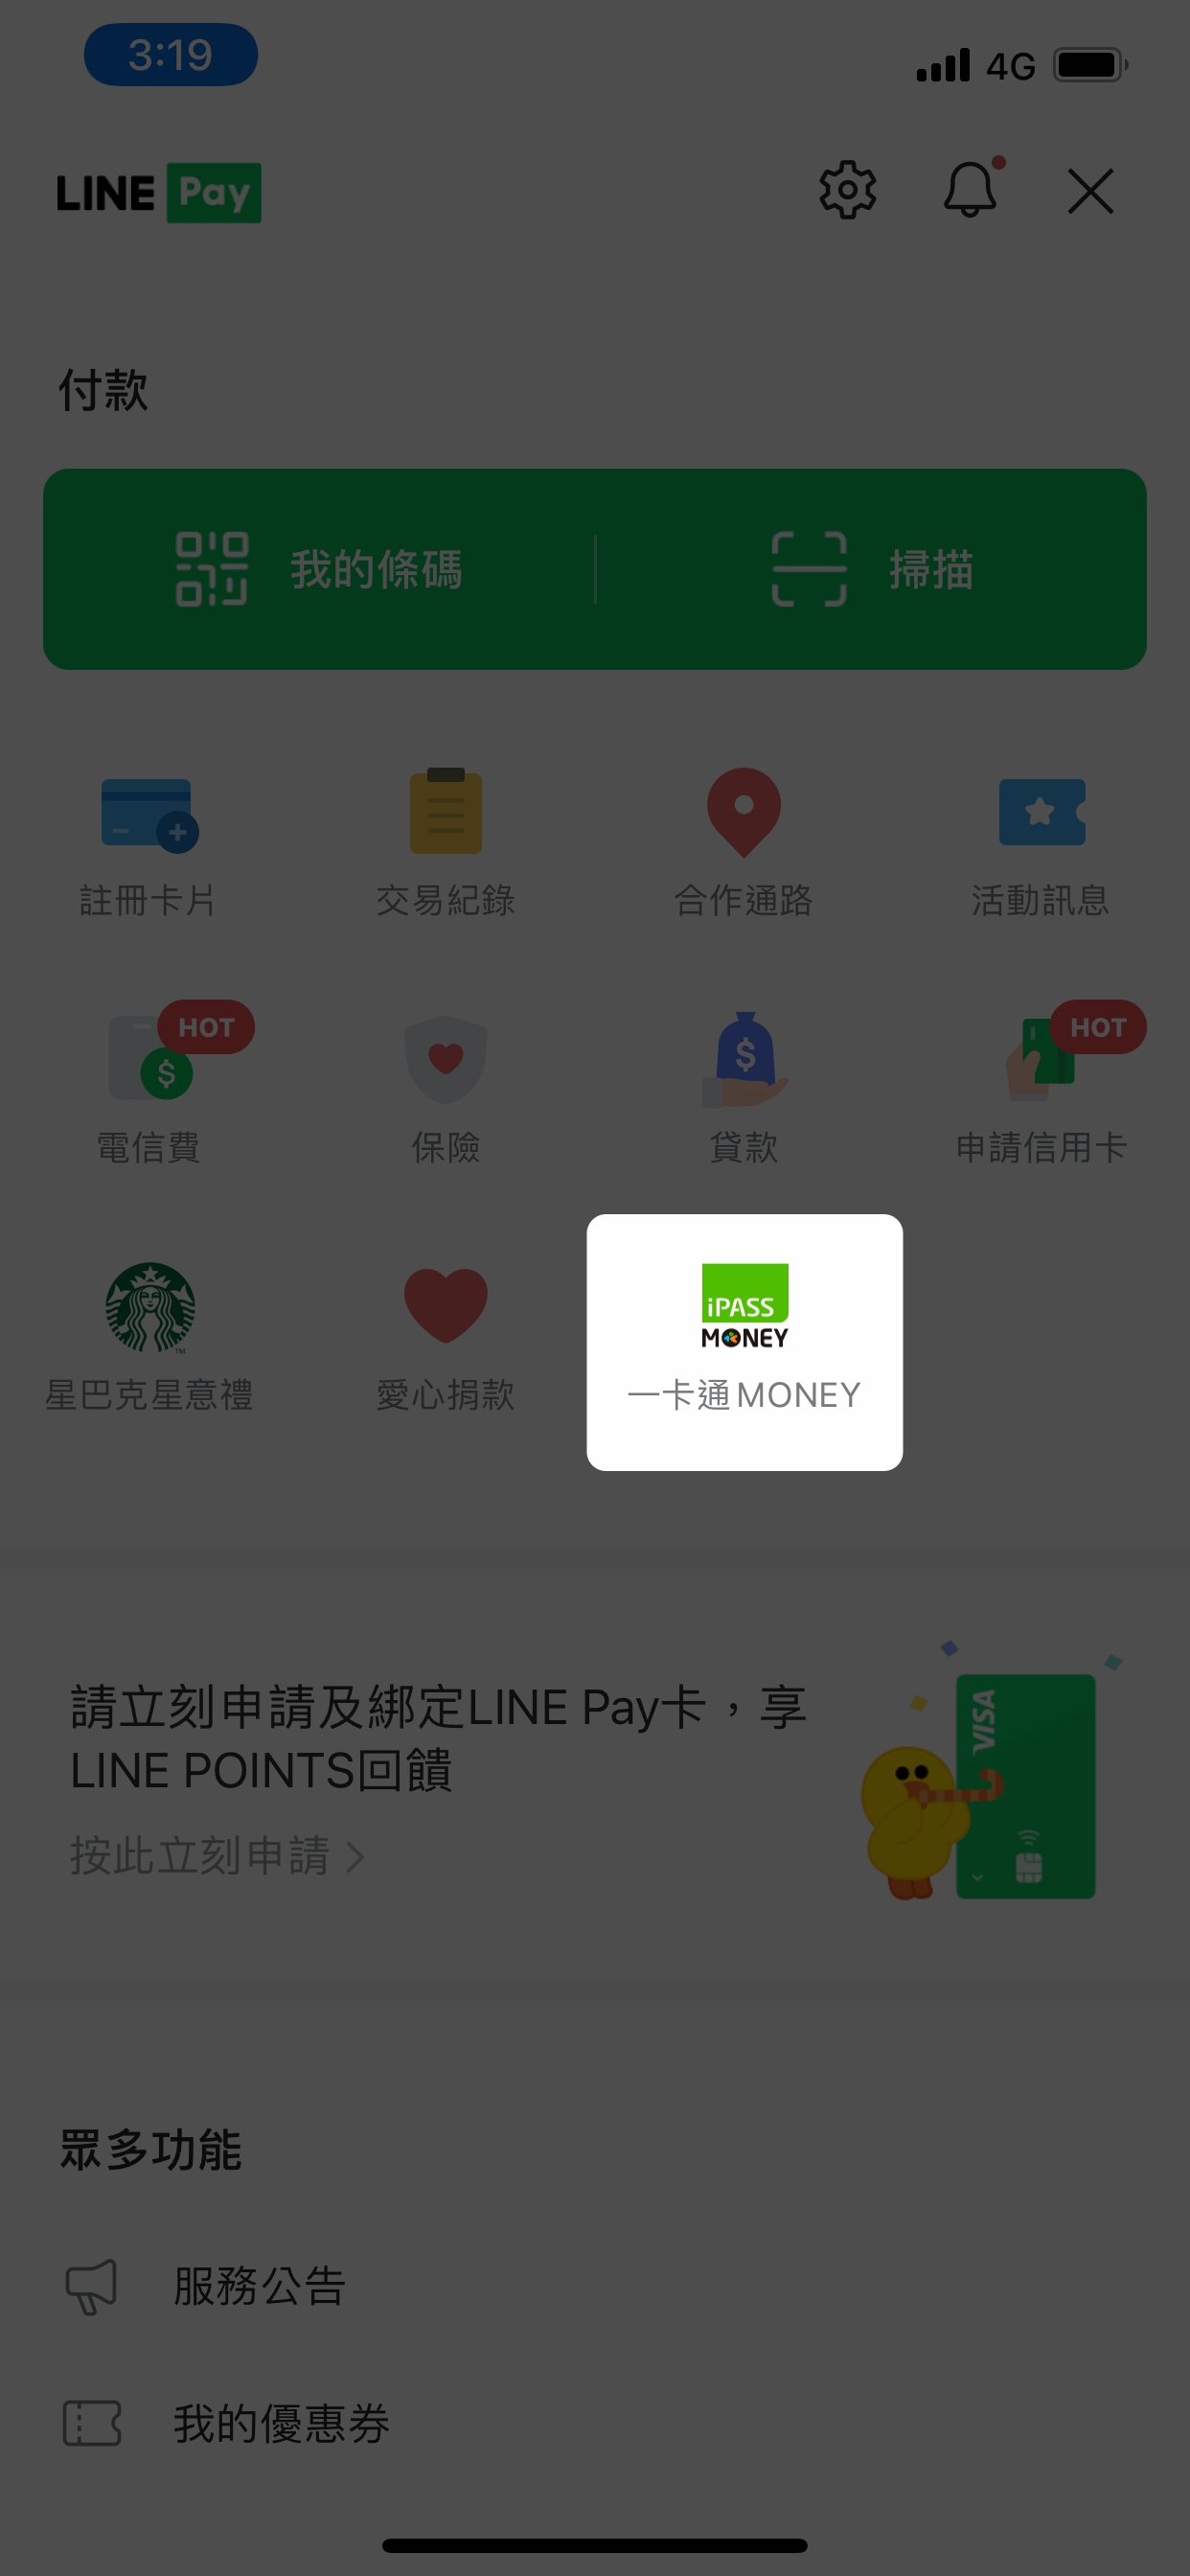 3:19
4G
LINE Pay
付款
我的條碼
掃描
註冊卡片
交易紀錄
合作通路
活動訊息
HOT
HOT
電信費
保險
貸款
申請信用卡
iPASS
MONEY
TM
星巴克星意禮
愛心捐款
一卡通MONEY
請立刻申請及綁定LINE Pay卡，享
LINE POINTS回饋
按此立刻申請
VISA
眾多功能
服務公告
我的優惠券